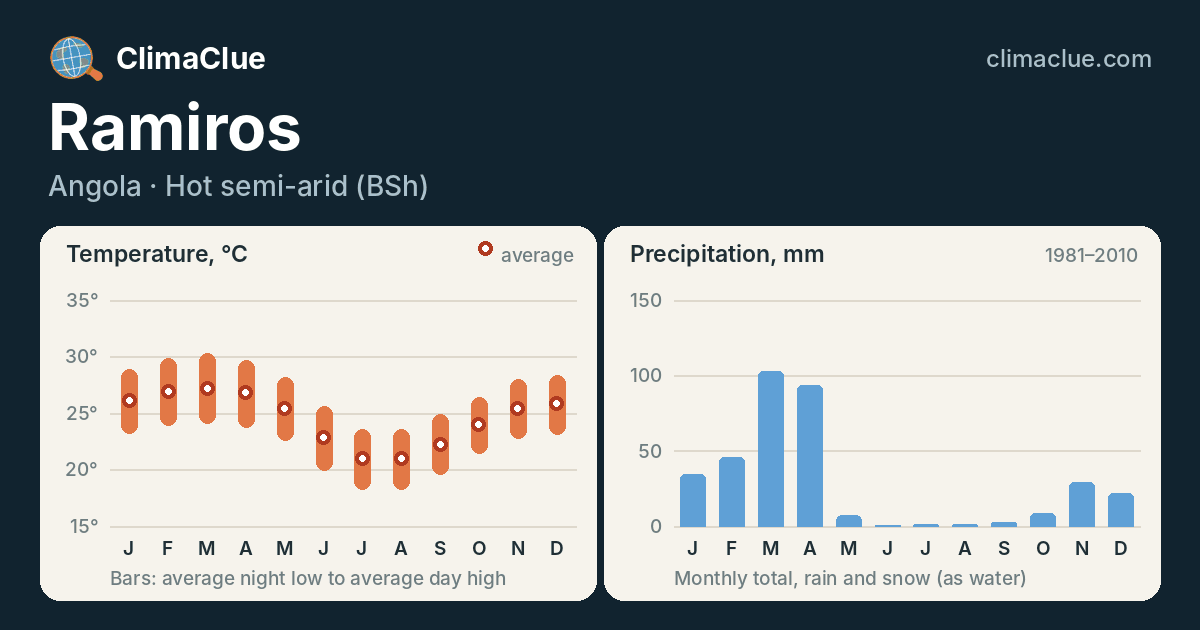 ClimaClue
climaclue.com
Ramiros
Angola · Hot semi-arid (BSh)
Temperature, °C
average
35°
30°
25°
20°
15°
J F M A M J J A S O N D
Bars: average night low to average day high
Precipitation, mm
1981–2010
150
100
50
0
J F M A M J J A S O N D
Monthly total, rain and snow (as water)